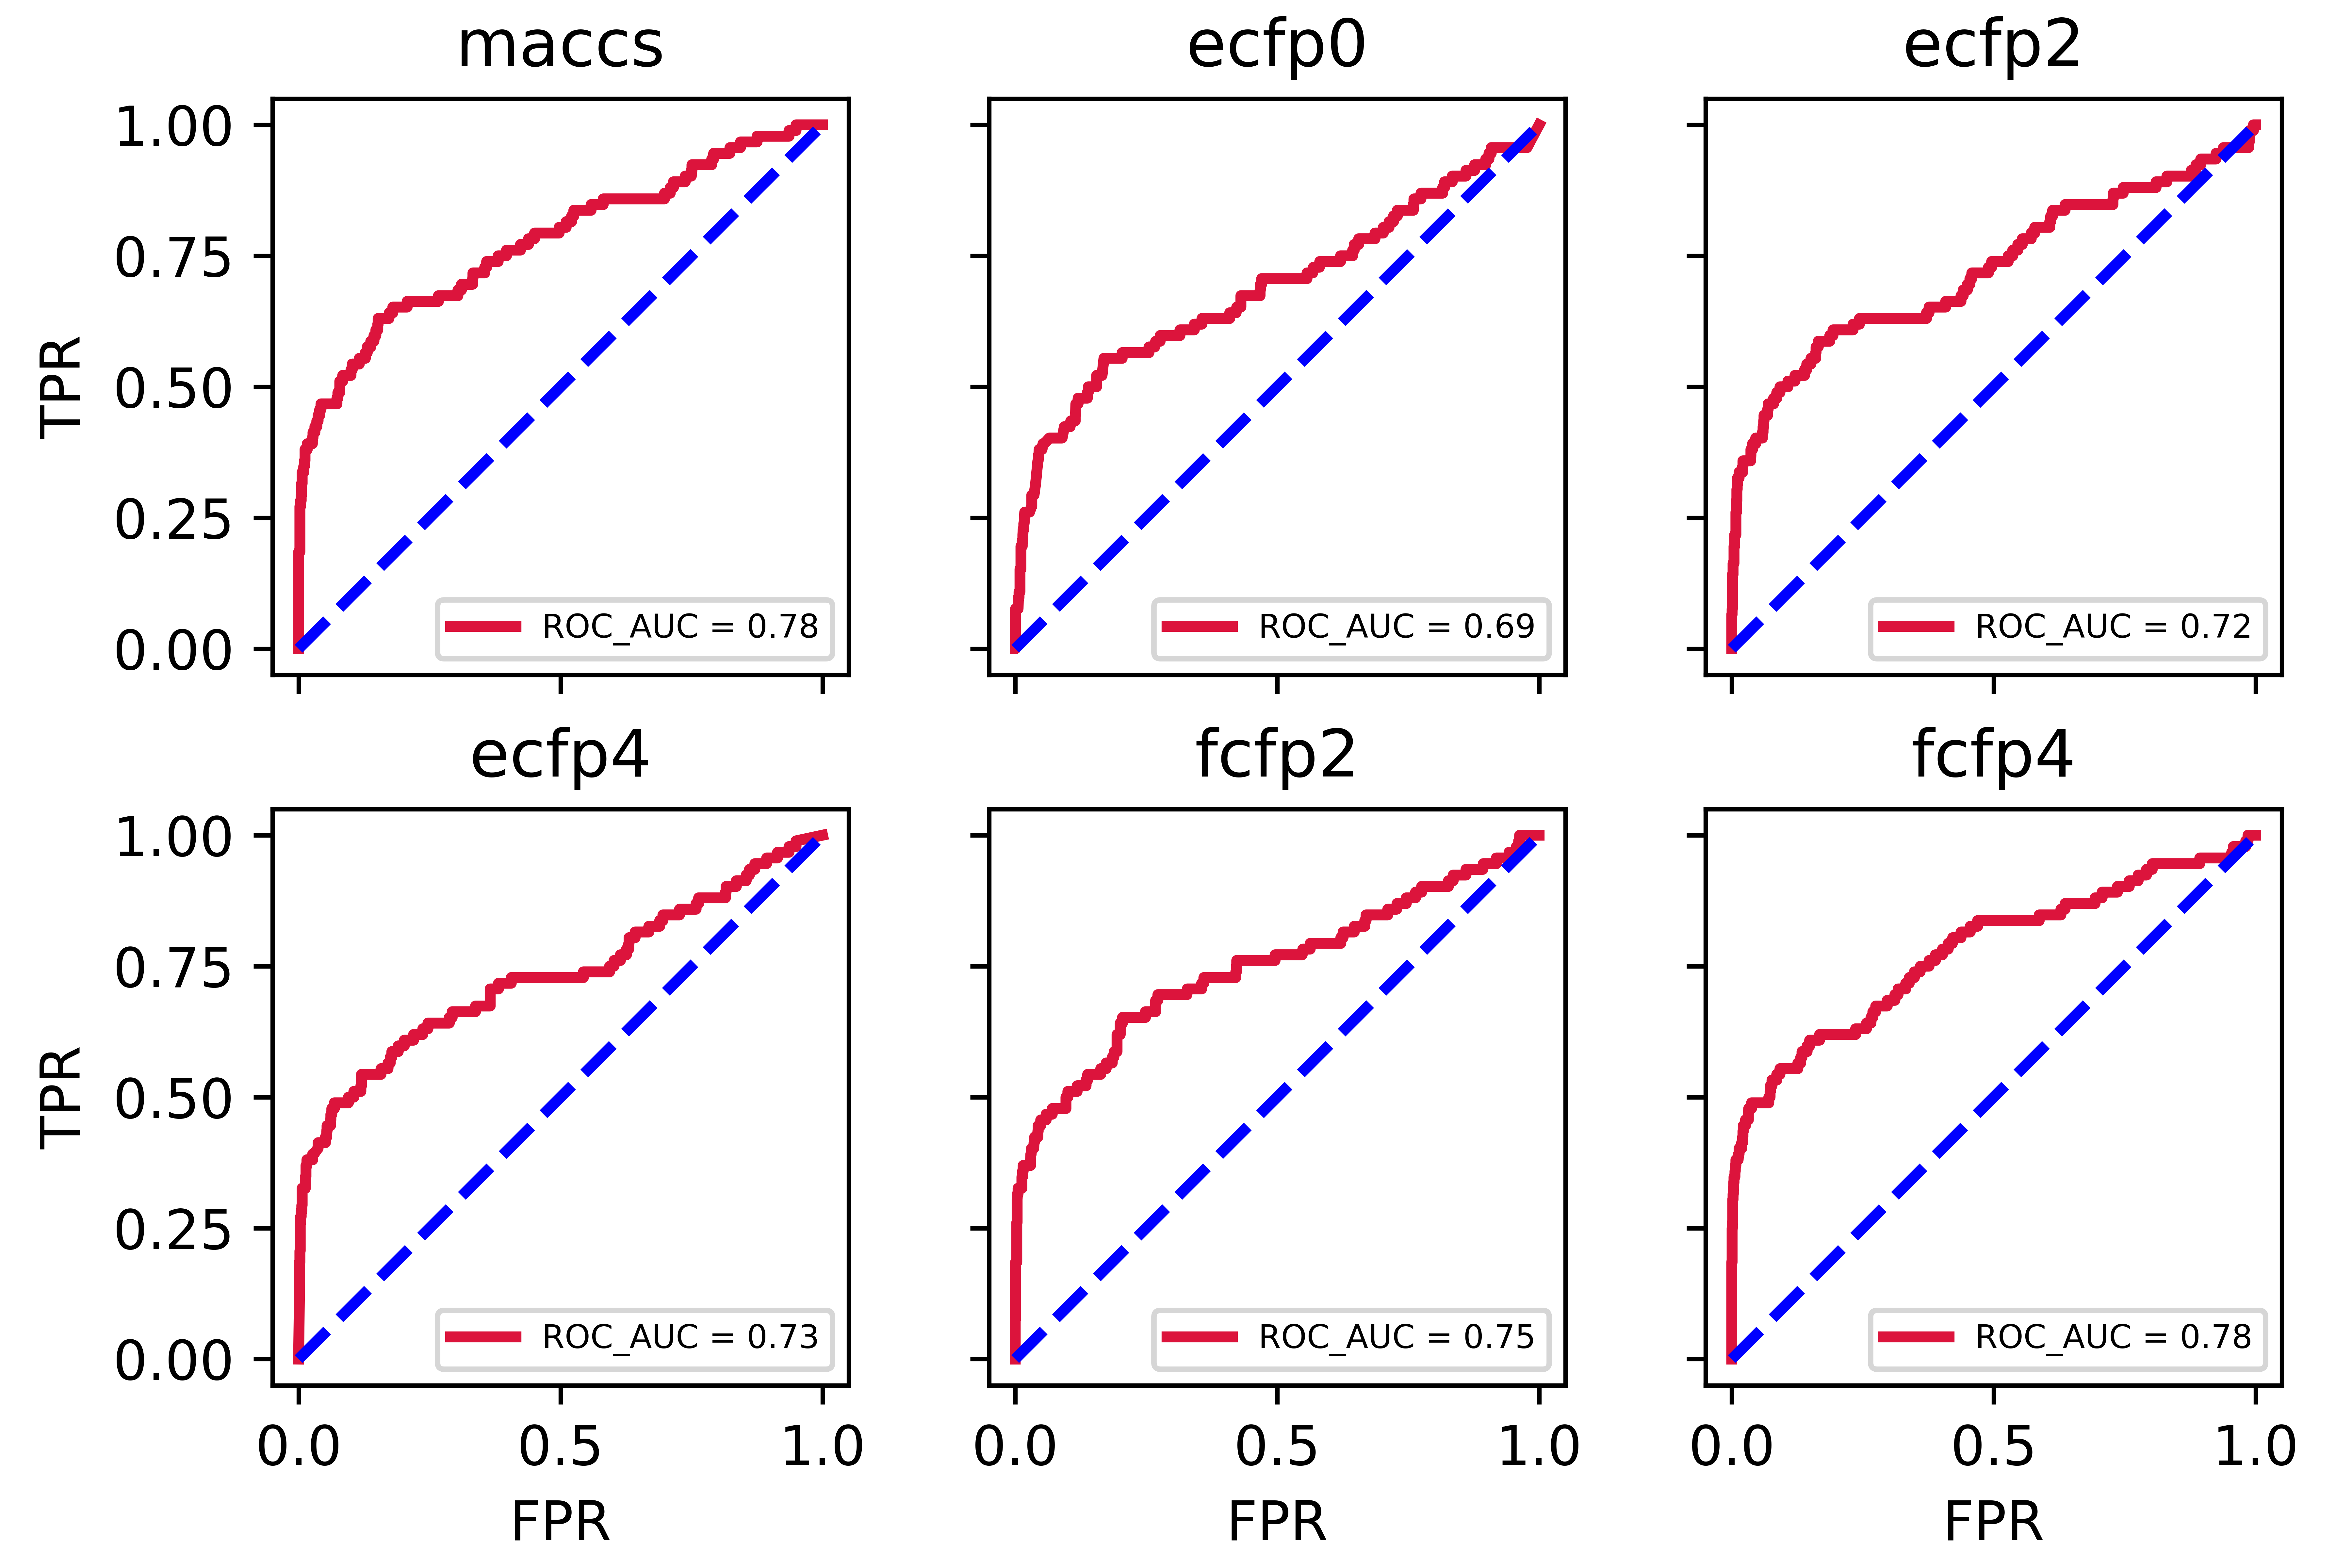 maccs
ecfp0
ecfp2
1.00
0.75
0.50
0.25
0.00
TPR
ROC_AUC = 0.78
ROC_AUC = 0.69
ROC_AUC = 0.72
ecfp4
fcfp2
fcfp4
1.00
0.75
0.50
0.25
0.00
TPR
ROC_AUC = 0.73
ROC_AUC = 0.75
ROC_AUC = 0.78
0.0 0.5 1.0
0.0 0.5 1.0
0.0 0.5 1.0
FPR
FPR
FPR